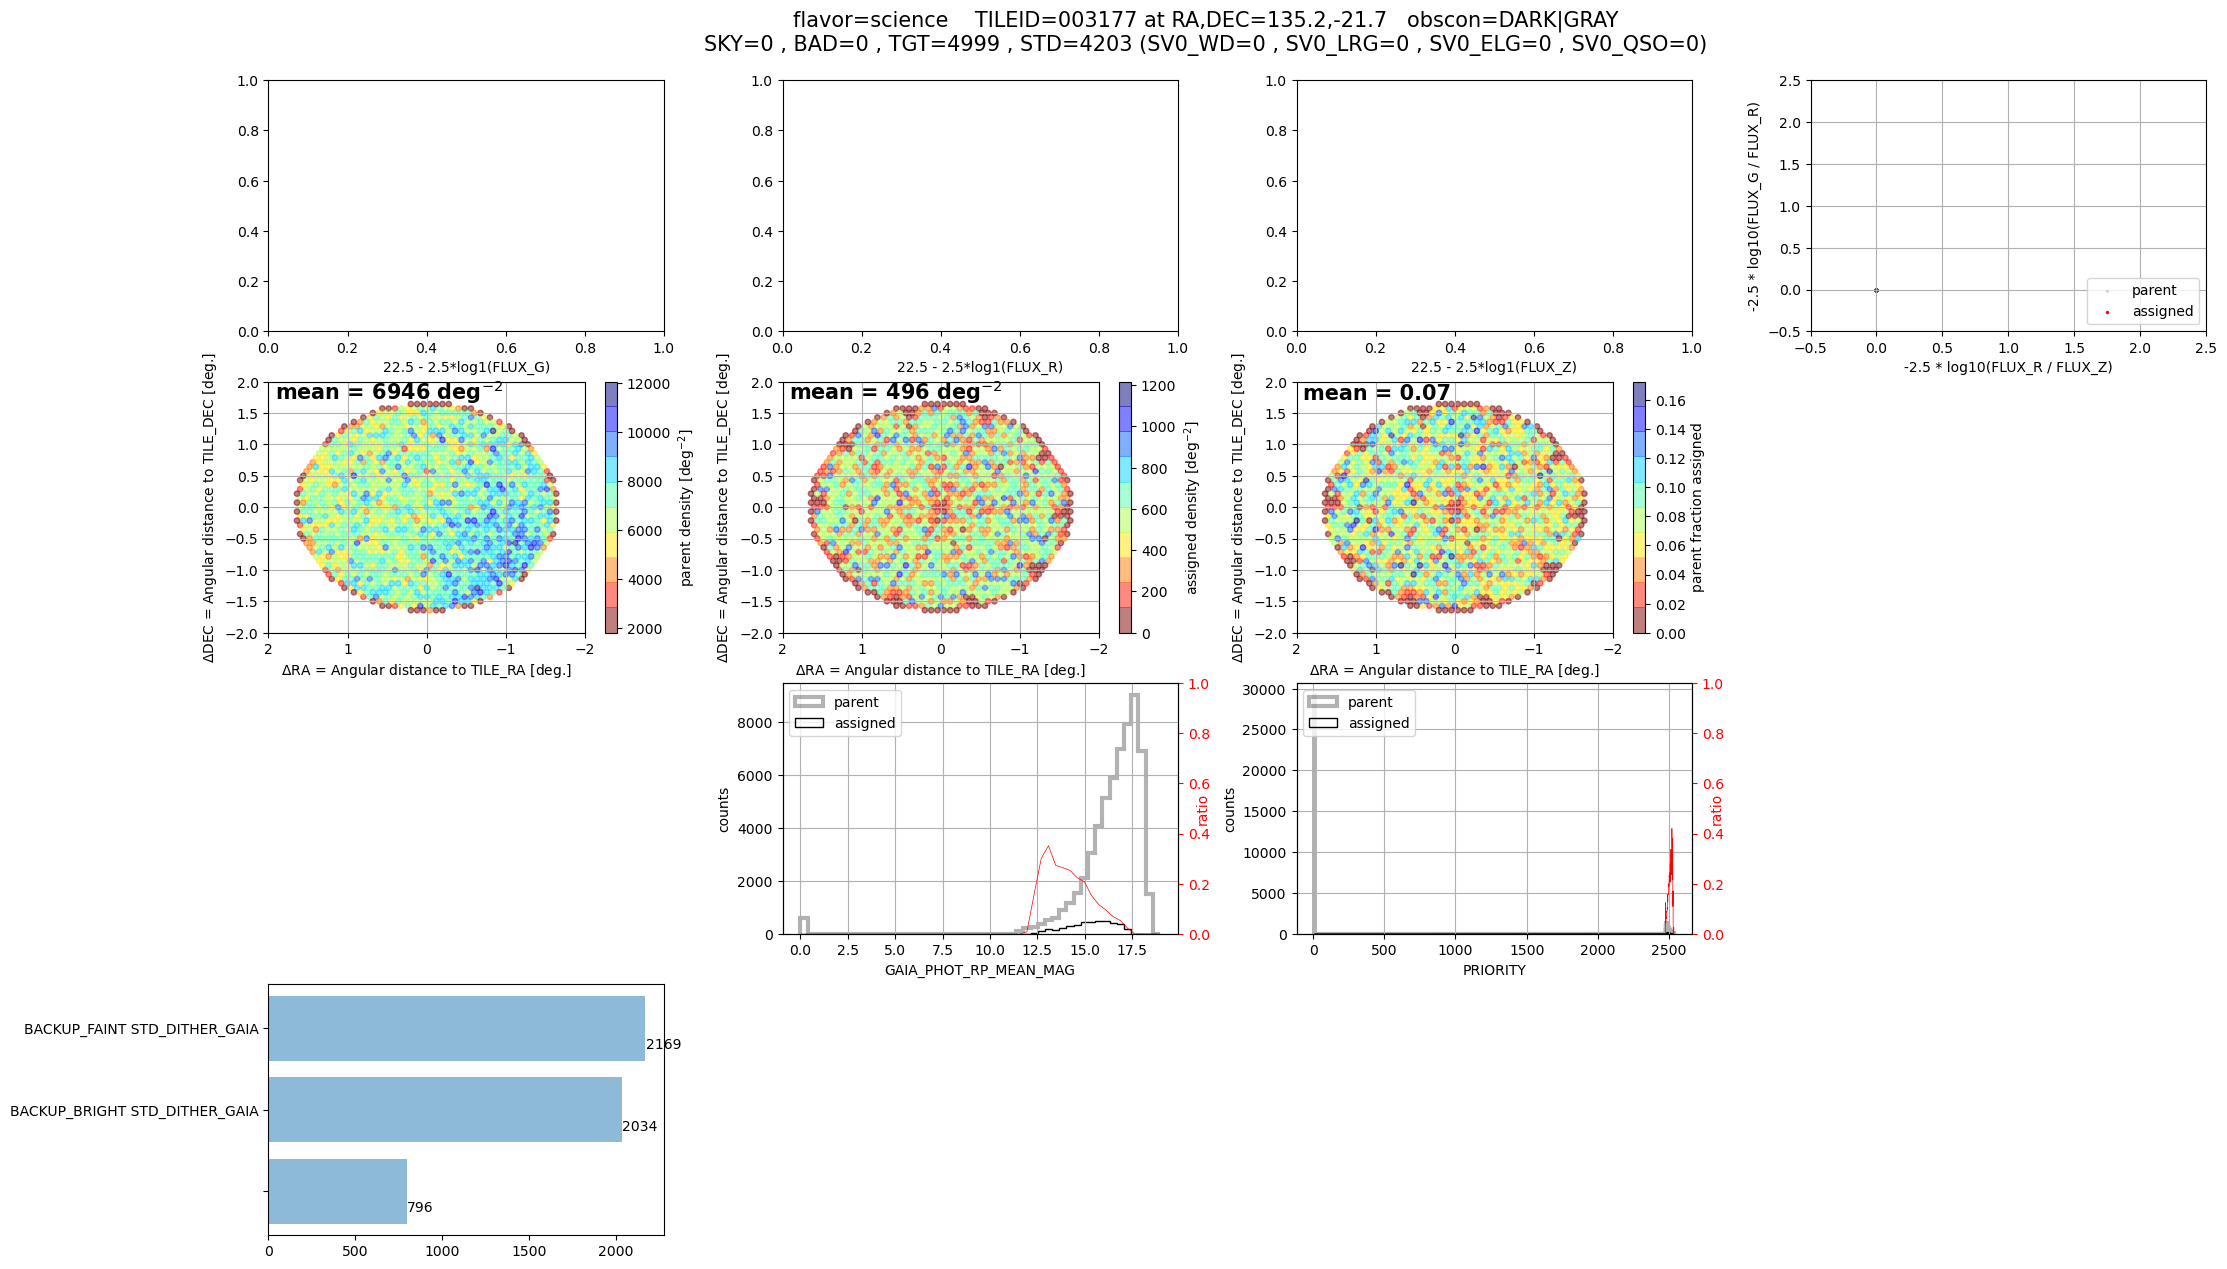 flavor=science    TILEID=003177 at RA,DEC=135.2,-21.7   obscon=DARK|GRAY
SKY=0 , BAD=0 , TGT=4999 , STD=4203 (SV0_WD=0 , SV0_LRG=0 , SV0_ELG=0 , SV0_QSO=0)
1.0
0.8
0.6
0.4
0.2
0.0
0.0 0.2 0.4 0.6 0.8 1.0
22.5 - 2.5*log1(FLUX_G)
1.0
0.8
0.6
0.4
0.2
0.0
0.0 0.2 0.4 0.6 0.8 1.0
22.5 - 2.5*log1(FLUX_R)
1.0
0.8
0.6
0.4
0.2
0.0
0.0 0.2 0.4 0.6 0.8 1.0
22.5 - 2.5*log1(FLUX_Z)
-2.5 * log10(FLUX_G / FLUX_R)
2.5
2.0
1.5
1.0
0.5
0.0
−0.5
parent
assigned
−0.5 0.0 0.5 1.0 1.5 2.0 2.5
-2.5 * log10(FLUX_R / FLUX_Z)
ΔDEC = Angular distance to TILE_DEC [deg.]
mean = 6946 deg⁻²
2.0
1.5
1.0
0.5
0.0
−0.5
−1.0
−1.5
−2.0
2 1 0 −1 −2
ΔRA = Angular distance to TILE_RA [deg.]
12000
10000
8000
6000
4000
2000
parent density [deg⁻²]
ΔDEC = Angular distance to TILE_DEC [deg.]
mean = 496 deg⁻²
2.0
1.5
1.0
0.5
0.0
−0.5
−1.0
−1.5
−2.0
2 1 0 −1 −2
ΔRA = Angular distance to TILE_RA [deg.]
1200
1000
800
600
400
200
0
assigned density [deg⁻²]
ΔDEC = Angular distance to TILE_DEC [deg.]
mean = 0.07
2.0
1.5
1.0
0.5
0.0
−0.5
−1.0
−1.5
−2.0
2 1 0 −1 −2
ΔRA = Angular distance to TILE_RA [deg.]
0.16
0.14
0.12
0.10
0.08
0.06
0.04
0.02
0.00
parent fraction assigned
counts
8000
6000
4000
2000
0
parent
assigned
0.0 2.5 5.0 7.5 10.0 12.5 15.0 17.5
GAIA_PHOT_RP_MEAN_MAG
1.0
0.8
0.6
0.4
0.2
0.0
ratio
counts
30000
25000
20000
15000
10000
5000
0
parent
assigned
0 500 1000 1500 2000 2500
PRIORITY
1.0
0.8
0.6
0.4
0.2
0.0
ratio
BACKUP_FAINT STD_DITHER_GAIA
2169
BACKUP_BRIGHT STD_DITHER_GAIA
2034
796
0 500 1000 1500 2000